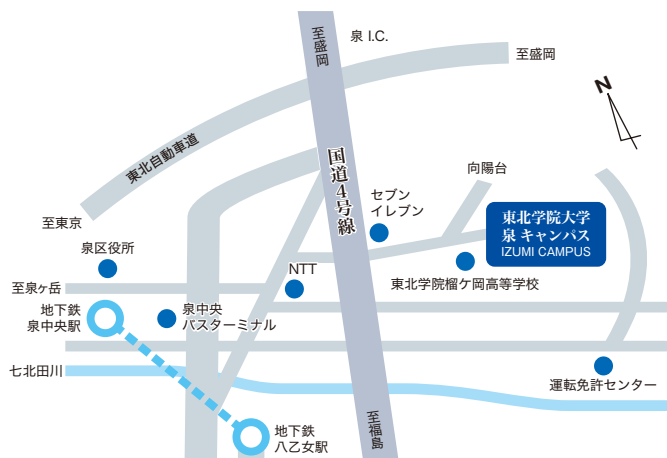 至盛岡
泉 I.C.
至盛岡
N
東北自動車道
国道4号線
向陽台
セブン
イレブン
東北学院大学
泉 キャンパス
IZUMI CAMPUS
至東京
泉区役所
NTT
東北学院榴ケ岡高等学校
至泉ヶ岳
地下鉄
泉中央駅
泉中央
バスターミナル
七北田川
運転免許センター
至福島
地下鉄
八乙女駅